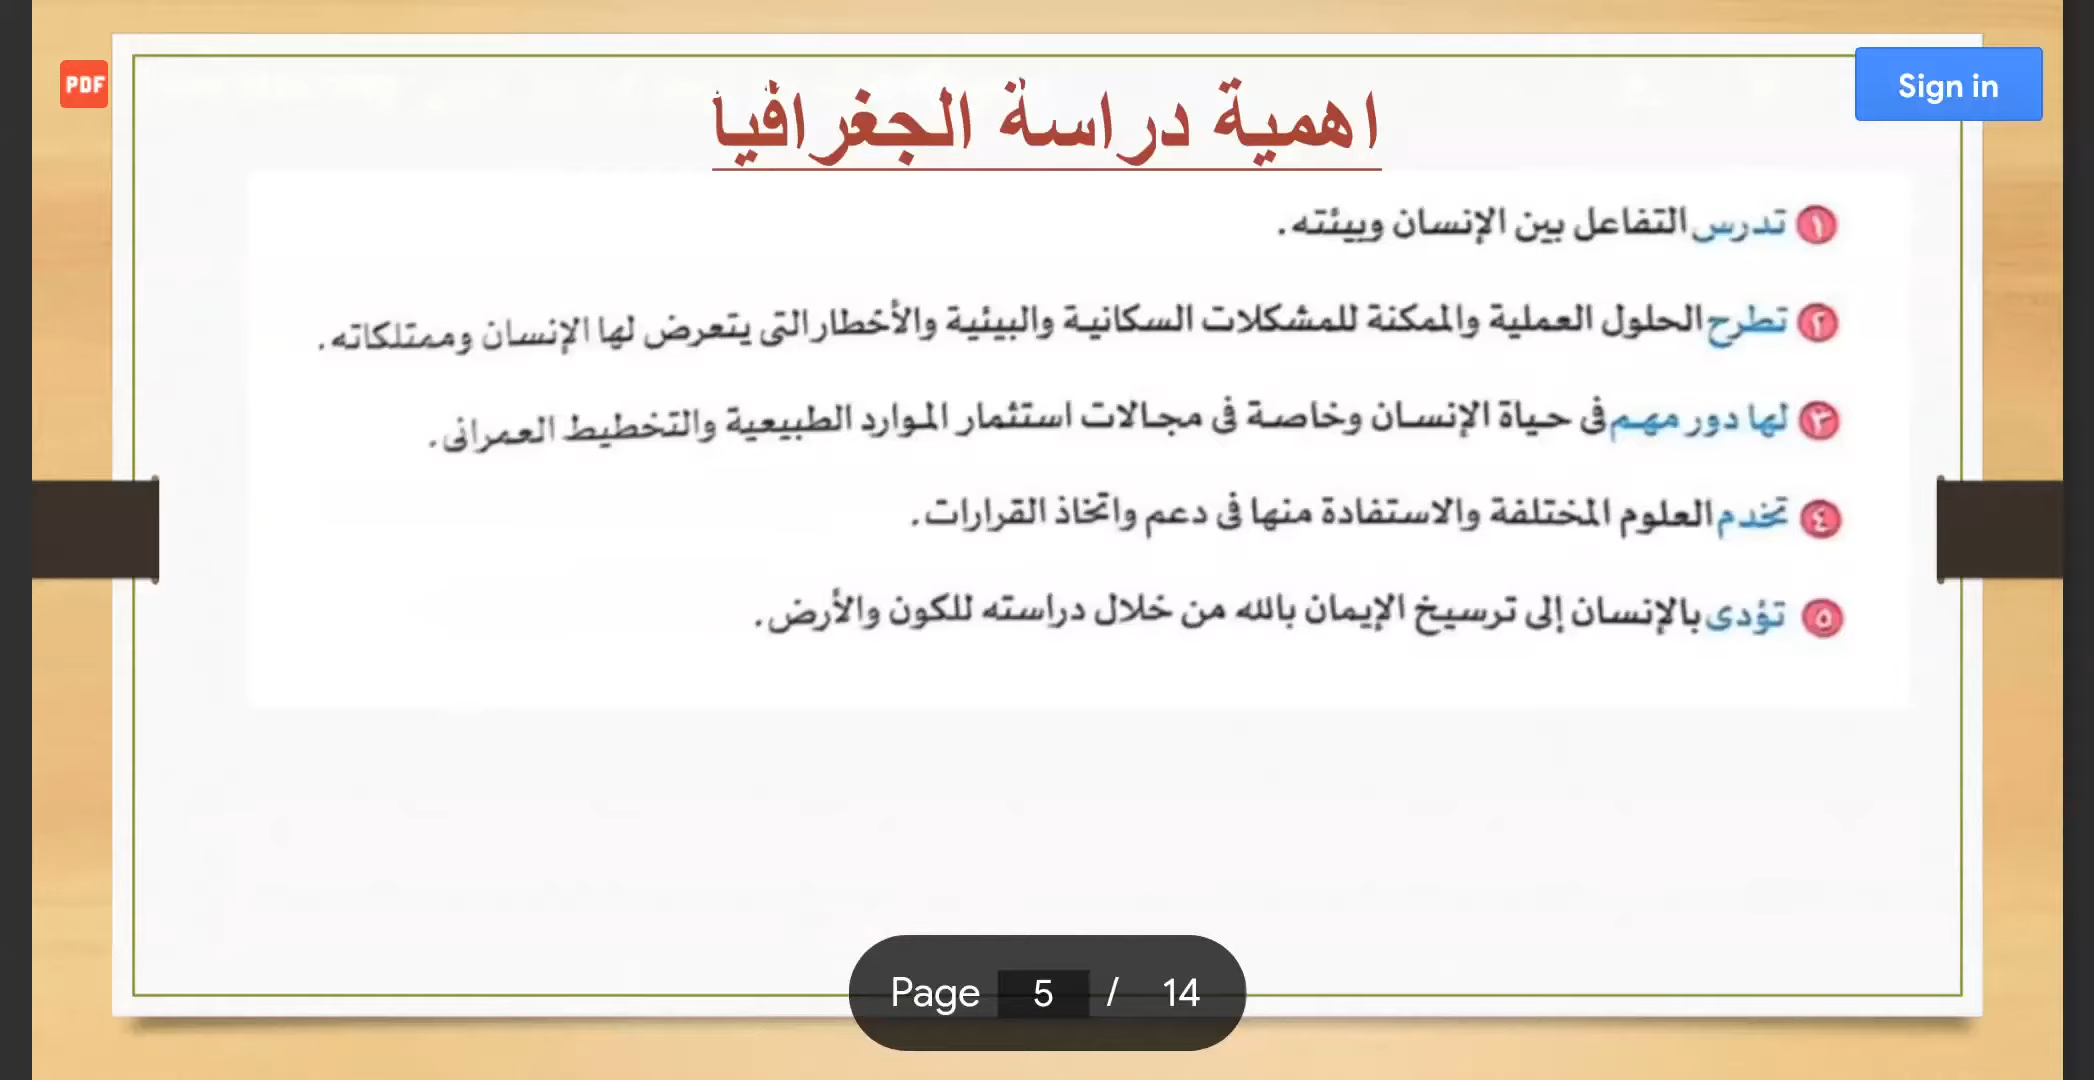 PDF
Sign in
اهمية دراسة الجغرافيا
١ تدرس التفاعل بين الإنسان وبيئته .
٢ تطرح الحلول العملية والممكنة للمشكلات السكانية والبيئية والأخطار التى يتعرض لها الإنسان وممتلكاته .
٣ لها دور مهم فى حياة الإنسان وخاصة فى مجالات استثمار الموارد الطبيعية والتخطيط العمرانى .
٤ تخدم العلوم المختلفة والاستفادة منها فى دعم واتخاذ القرارات .
٥ تؤدى بالإنسان إلى ترسيخ الإيمان بالله من خلال دراسته للكون والأرض .
Page 5 / 14